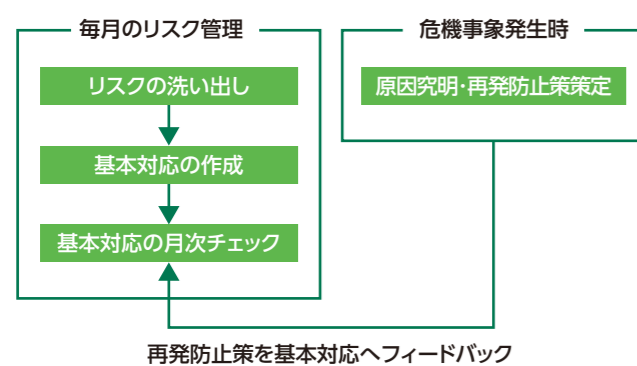 毎月のリスク管理
リスクの洗い出し
基本対応の作成
基本対応の月次チェック
危機事象発生時
原因究明・再発防止策策定
再発防止策を基本対応へフィードバック